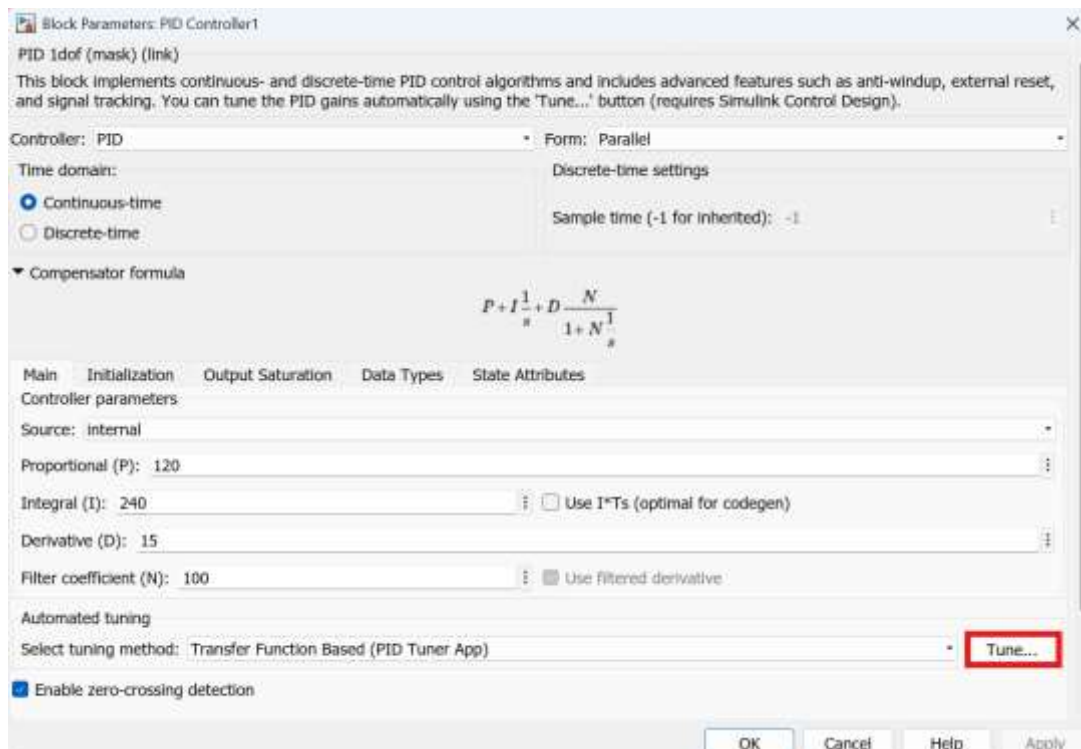 Block Parameters: PID Controller1
PID 1dof (mask) (link)
This block implements continuous- and discrete-time PID control algorithms and includes advanced features such as anti-windup, external reset,
and signal tracking. You can tune the PID gains automatically using the 'Tune...' button (requires Simulink Control Design).
Controller: PID Form: Parallel
Time domain: Discrete-time settings
Continuous-time
Sample time (-1 for inherited): -1
Discrete-time
Compensator formula
P + I 1/s + D N/(1 + N 1/s)
Main Initialization Output Saturation Data Types State Attributes
Controller parameters
Source: internal
Proportional (P): 120
Integral (I): 240 Use I*Ts (optimal for codegen)
Derivative (D): 15
Filter coefficient (N): 100 Use filtered derivative
Automated tuning
Select tuning method: Transfer Function Based (PID Tuner App) Tune...
Enable zero-crossing detection
OK Cancel Help Apply